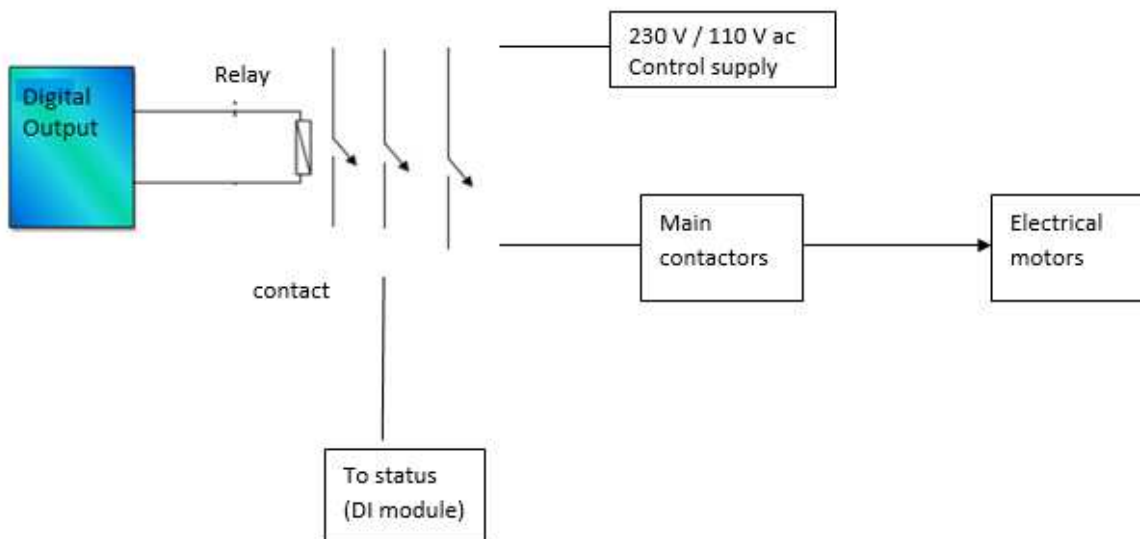 230 V / 110 V ac
Control supply
Relay
Digital
Output
Main
contactors
Electrical
motors
contact
To status
(DI module)